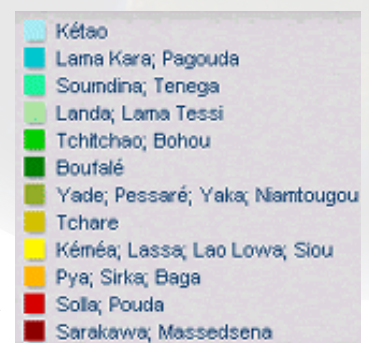 Kétao
Lama Kara; Pagouda
Soumdina; Tenega
Landa; Lama Tessi
Tchitchao; Bohou
Boufalé
Yade; Pessaré; Yaka; Niamtougou
Tchare
Kéméa; Lassa; Lao Lowa; Siou
Pya; Sirka; Baga
Solla; Pouda
Sarakawa; Massedsena